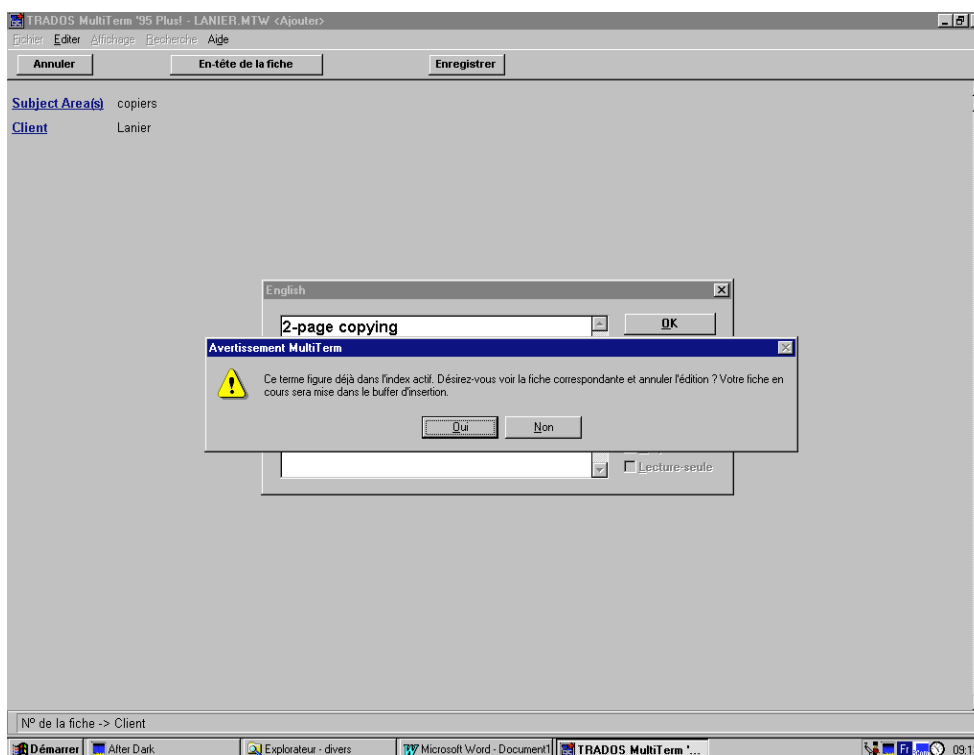 TRADOS MultiTerm '95 Plus! - LANIER.MTW <Ajouter>
Fichier Editer Affichage Recherche Aide
Annuler En-tête de la fiche Enregistrer
Subject Area(s) copiers
Client Lanier
English
2-page copying OK
Avertissement MultiTerm
Ce terme figure déjà dans l'index actif. Désirez-vous voir la fiche correspondante et annuler l'édition ? Votre fiche en
cours sera mise dans le buffer d'insertion.
Oui Non
Lecture-seule
Nº de la fiche -> Client
Démarrer After Dark Explorateur - divers Microsoft Word - Document1 TRADOS MultiTerm '... Fr